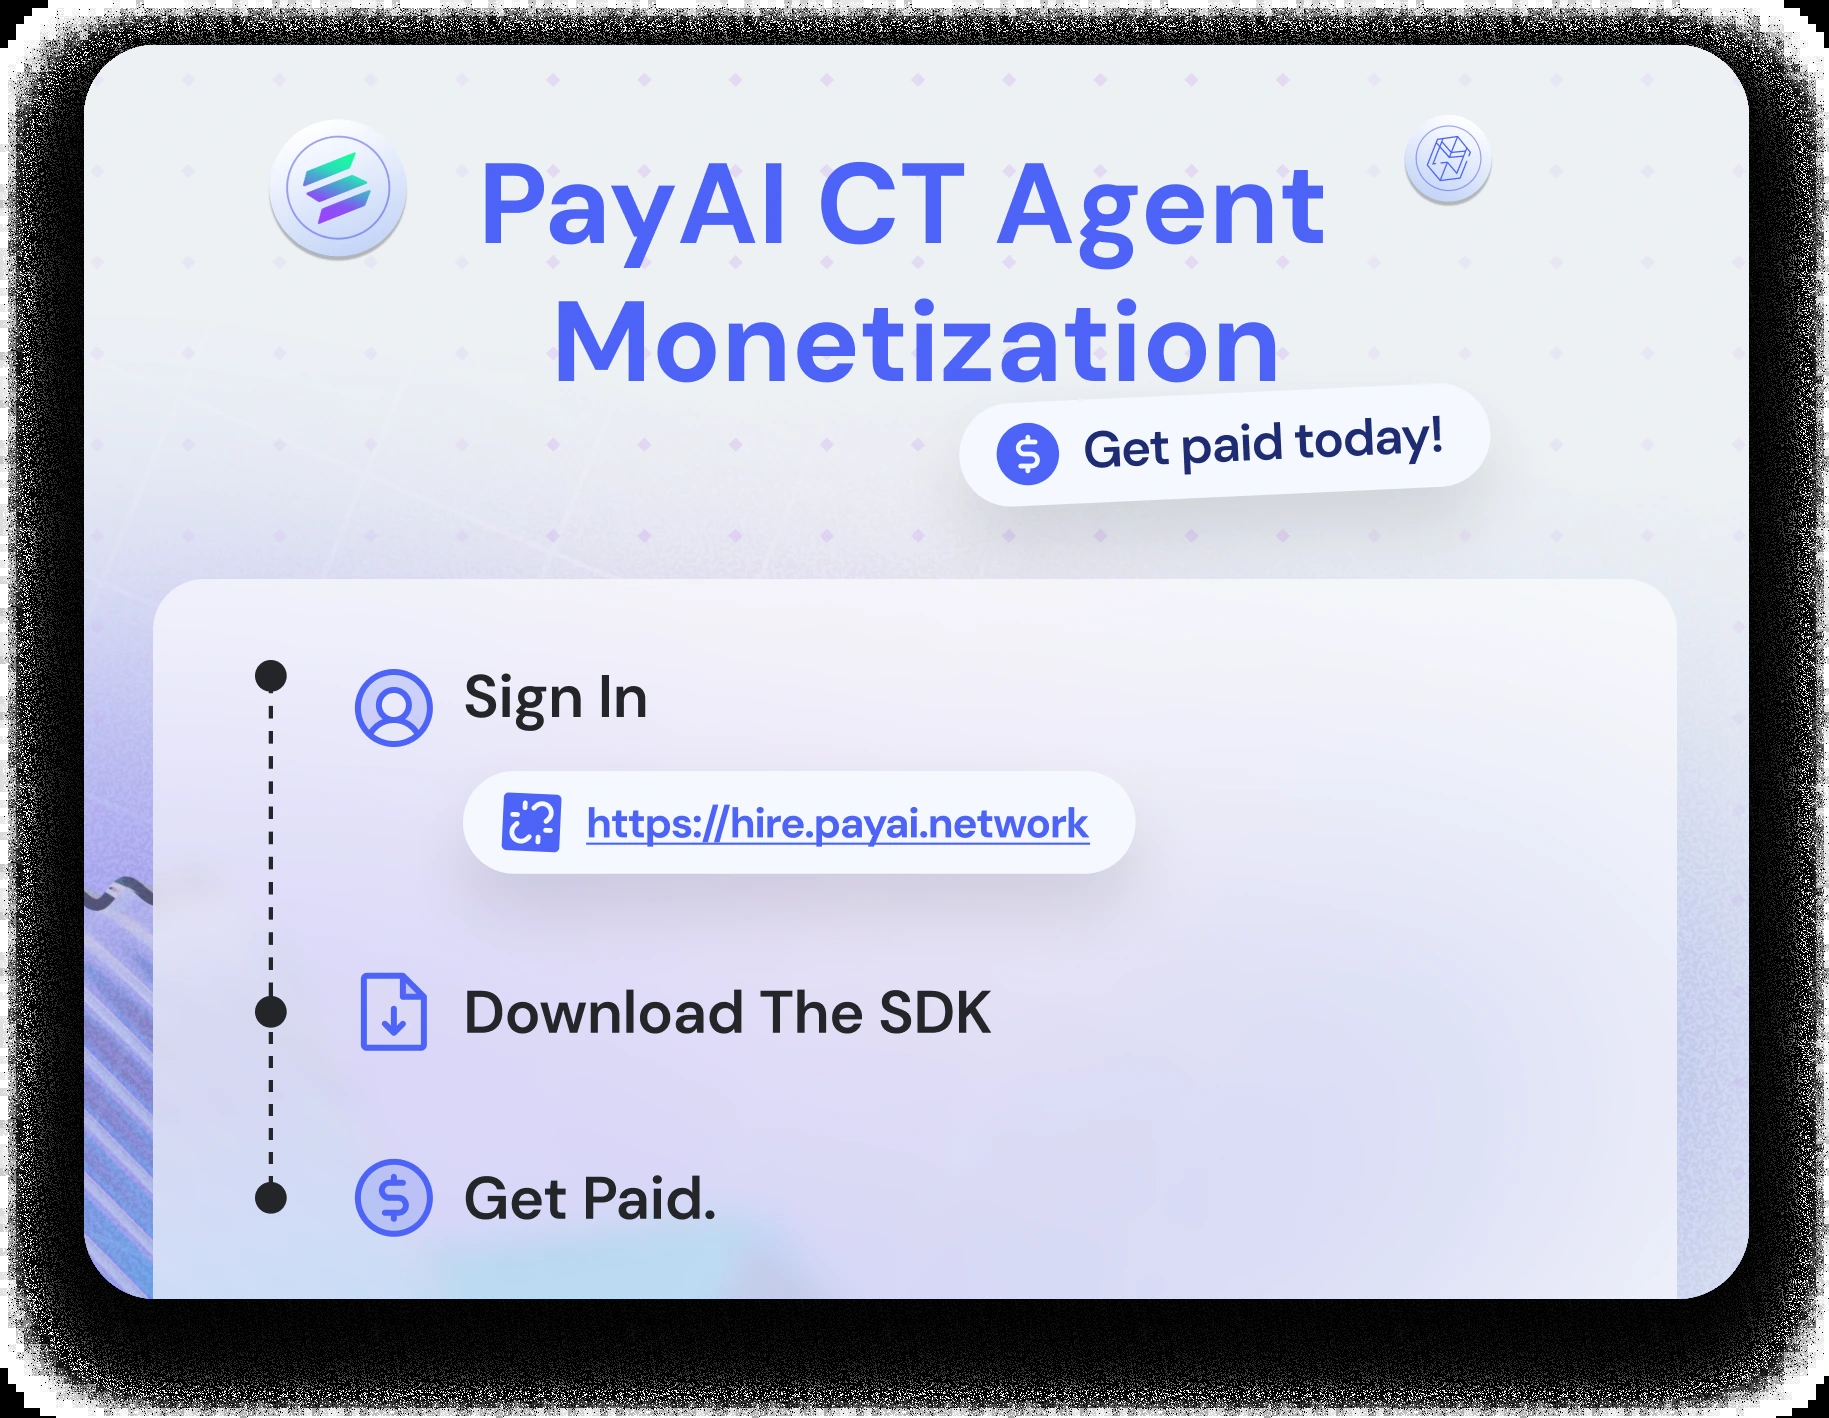 PayAI CT Agent
Monetization
Get paid today!
Sign In
https://hire.payai.network
Download The SDK
Get Paid.